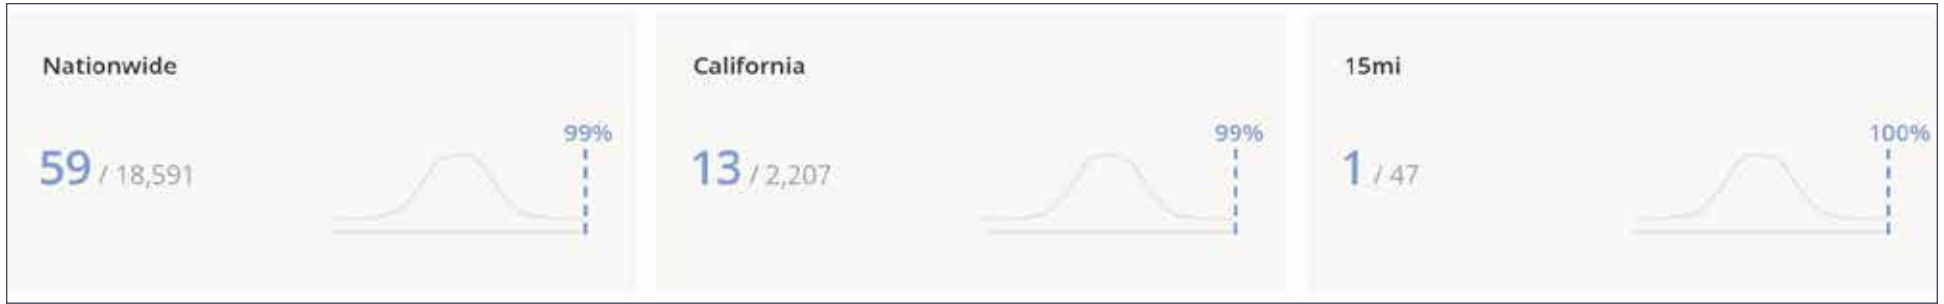 Nationwide
59 / 18,591
99%
California
13 / 2,207
99%
15mi
1 / 47
100%